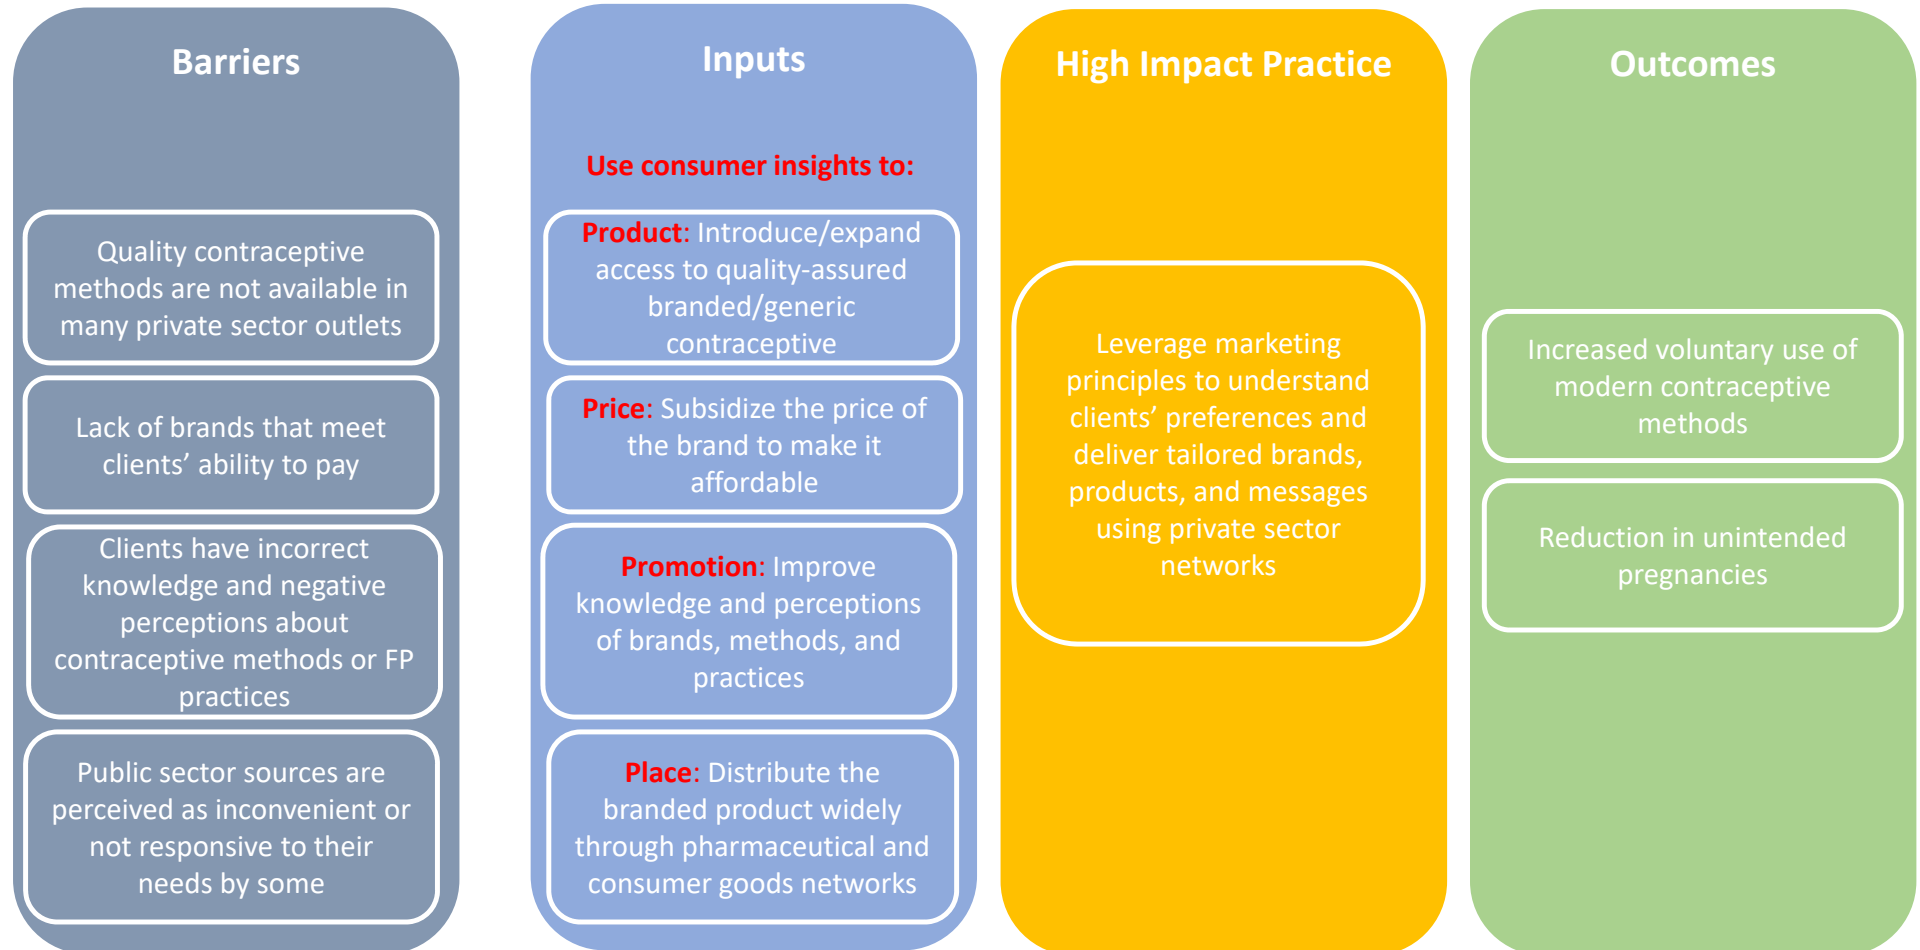 Barriers
Quality contraceptive
methods are not available in
many private sector outlets
Lack of brands that meet
clients’ ability to pay
Clients have incorrect
knowledge and negative
perceptions about
contraceptive methods or FP
practices
Public sector sources are
perceived as inconvenient or
not responsive to their
needs by some
Inputs
Use consumer insights to:
Product: Introduce/expand
access to quality-assured
branded/generic
contraceptive
Price: Subsidize the price of
the brand to make it
affordable
Promotion: Improve
knowledge and perceptions
of brands, methods, and
practices
Place: Distribute the
branded product widely
through pharmaceutical and
consumer goods networks
High Impact Practice
Leverage marketing
principles to understand
clients’ preferences and
deliver tailored brands,
products, and messages
using private sector
networks
Outcomes
Increased voluntary use of
modern contraceptive
methods
Reduction in unintended
pregnancies